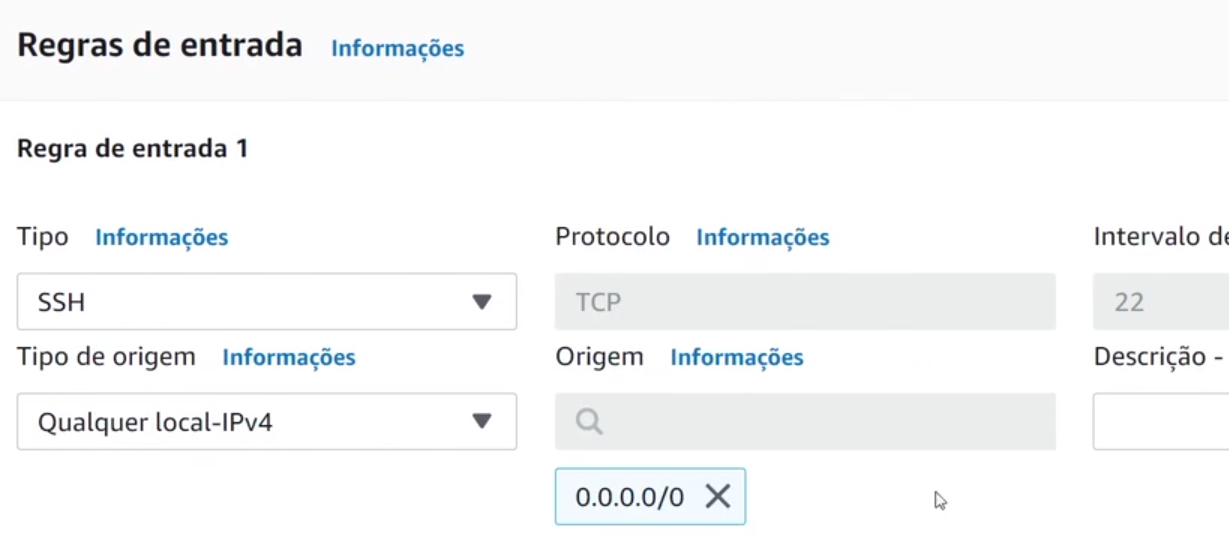 Regras de entrada Informações
Regra de entrada 1
Tipo Informações Protocolo Informações Intervalo de
SSH TCP 22
Tipo de origem Informações Origem Informações Descrição -
Qualquer local-IPv4
0.0.0.0/0